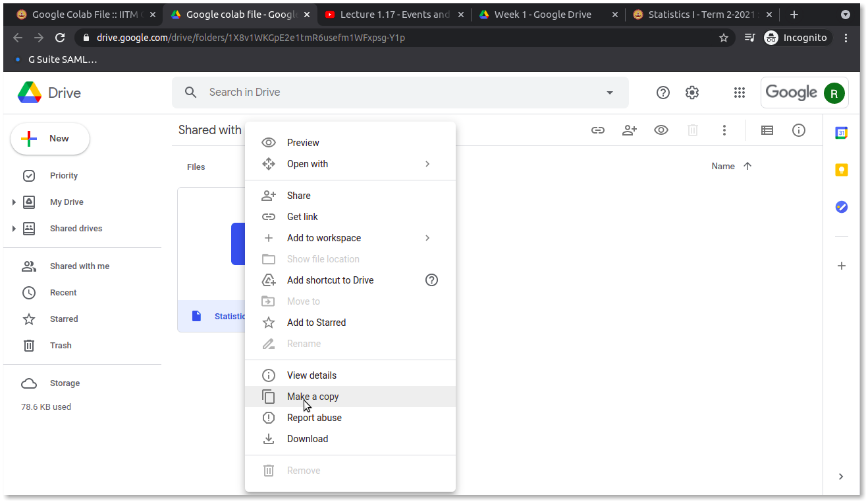 Google Colab File :: IITM
Google colab file - Googl
Lecture 1.17 - Events and
Week 1 - Google Drive
Statistics I - Term 2-2021
drive.google.com/drive/folders/1X8v1WKGpE2e1tmR6usefm1WFxpsg-Y1p
Incognito
G Suite SAML…
Drive
Search in Drive
Google
R
New
Shared with
Priority
My Drive
Shared drives
Shared with me
Recent
Starred
Trash
Storage
78.6 KB used
Files
Name
Statistic
Preview
Open with
Share
Get link
Add to workspace
Show file location
Add shortcut to Drive
Move to
Add to Starred
Rename
View details
Make a copy
Report abuse
Download
Remove
31